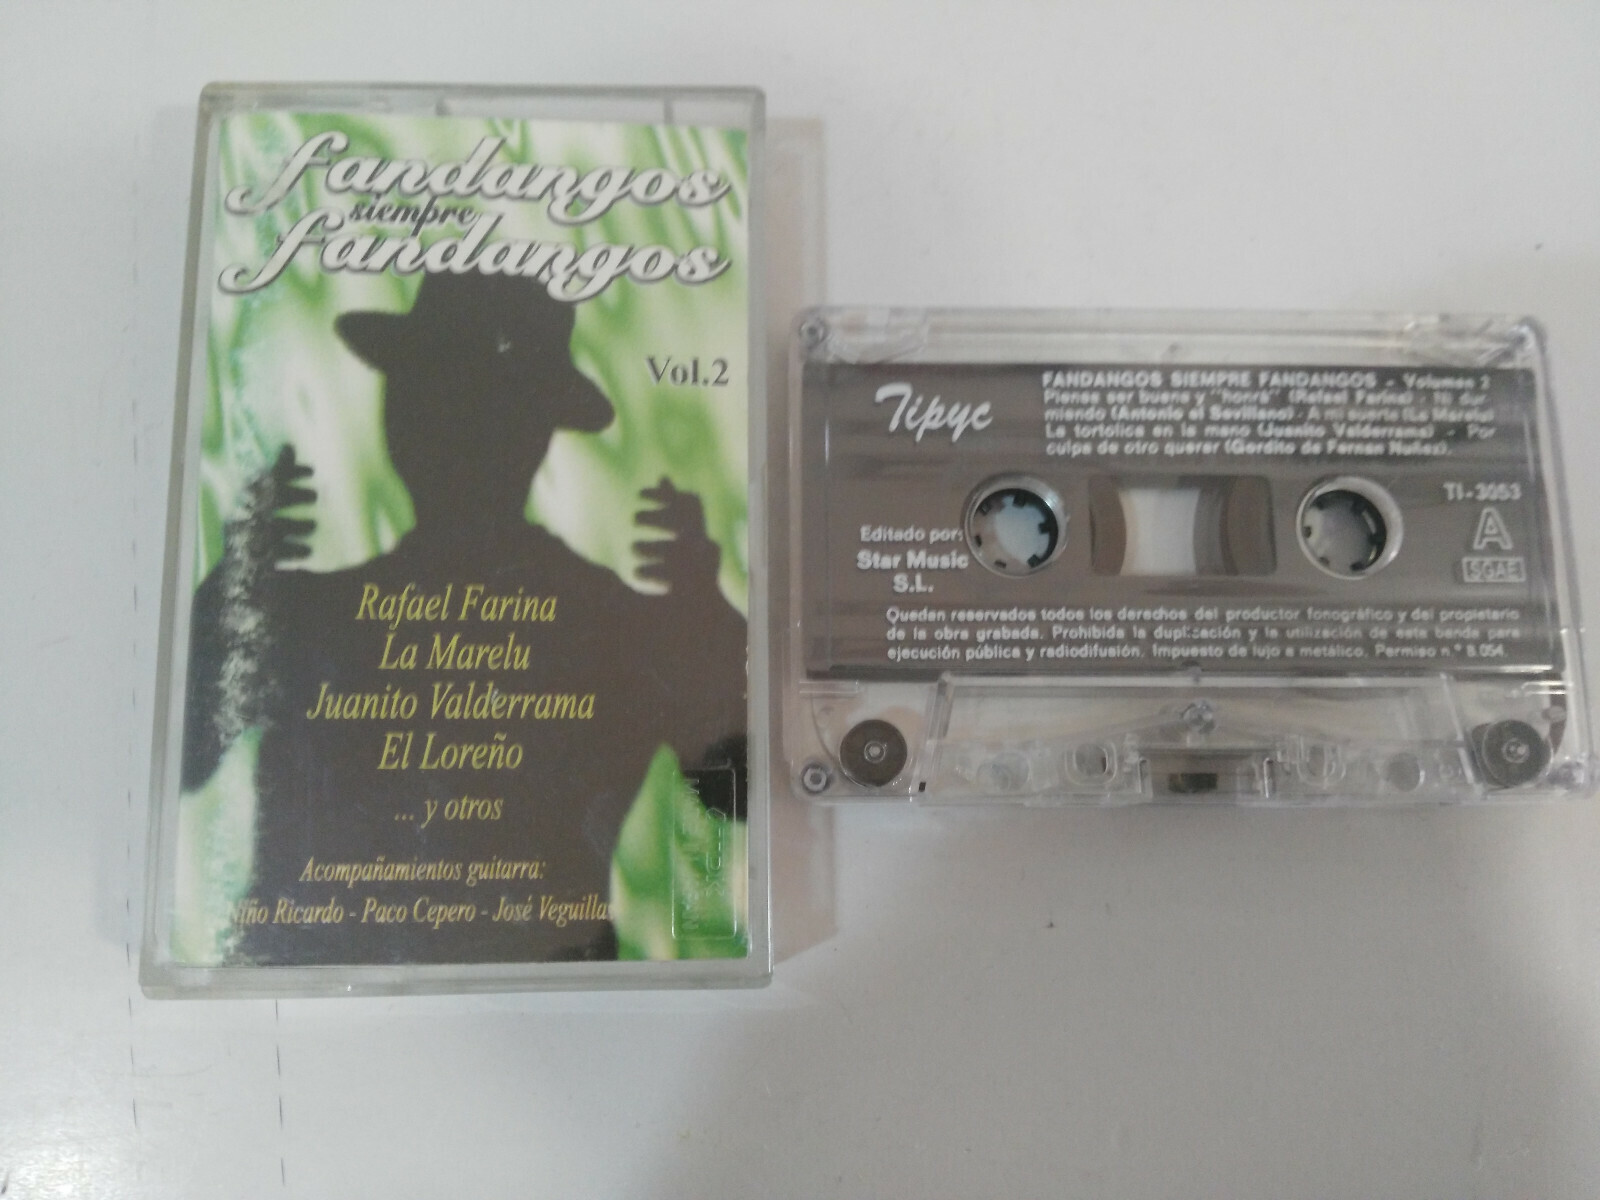 fandangos
siempre
fandangos
Vol.2
Rafael Farina
La Marelu
Juanito Valderrama
El Loreño
... y otros
Acompañamientos guitarra:
Niño Ricardo - Paco Cepero - José Veguillas
Tipyc
FANDANGOS SIEMPRE FANDANGOS - Volumen 2
Piensa ser buena y "honrá" (Rafael Farina) -
miendo (Antonio el Sevillano) - A mi suerte (La Marelu)
La tortolica en la mano (Juanito Valderrama) - Por
culpa de otro querer (Gordito de Fernan Nuñez).
TI-3053
A
SGAE
Editado por:
Star Music
S.L.
Quedan reservados todos los derechos del productor fonográfico y del propietario
de la obra grabada. Prohibida la duplicación y la utilización de esta banda para
ejecución pública y radiodifusión. Impuesto de lujo a metálico. Permiso n.º 8.054.